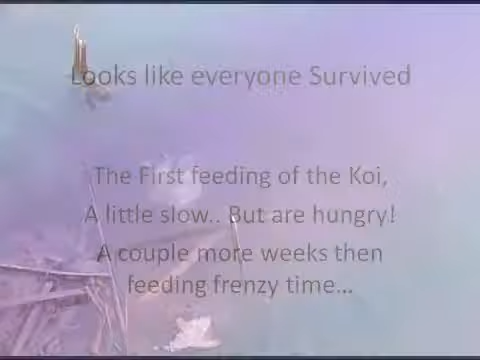 Looks like everyone Survived
The First feeding of the Koi,
A little slow.. But are hungry!
A couple more weeks then
feeding frenzy time...